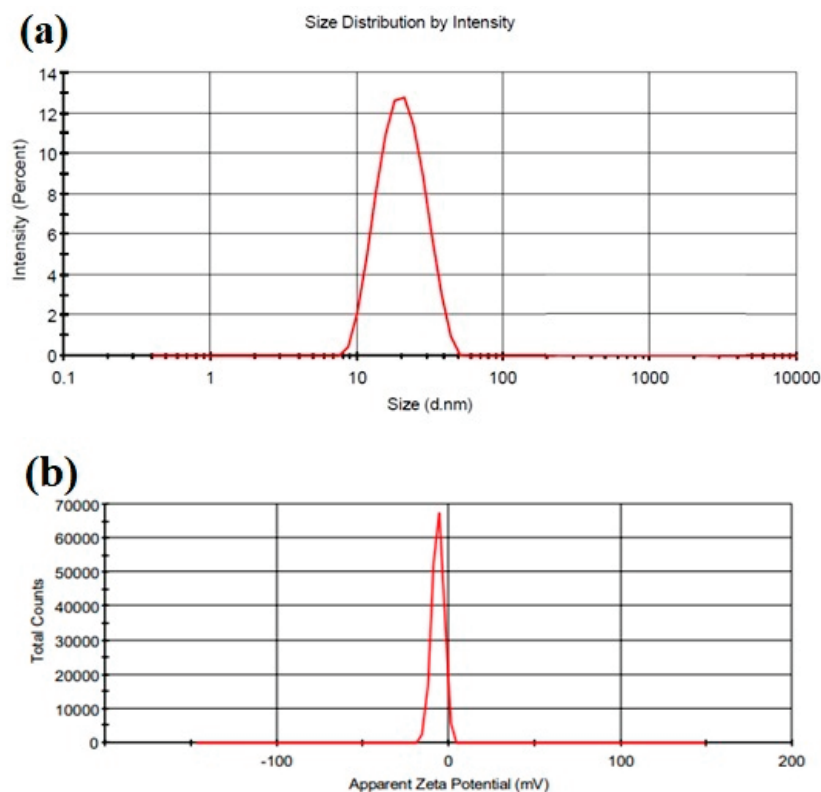 (a)
Size Distribution by Intensity
Intensity (Percent)
14
12
10
8
6
4
2
0
0.1 1 10 100 1000 10000
Size (d.nm)
(b)
Total Counts
70000
60000
50000
40000
30000
20000
10000
0
-100 0 100 200
Apparent Zeta Potential (mV)